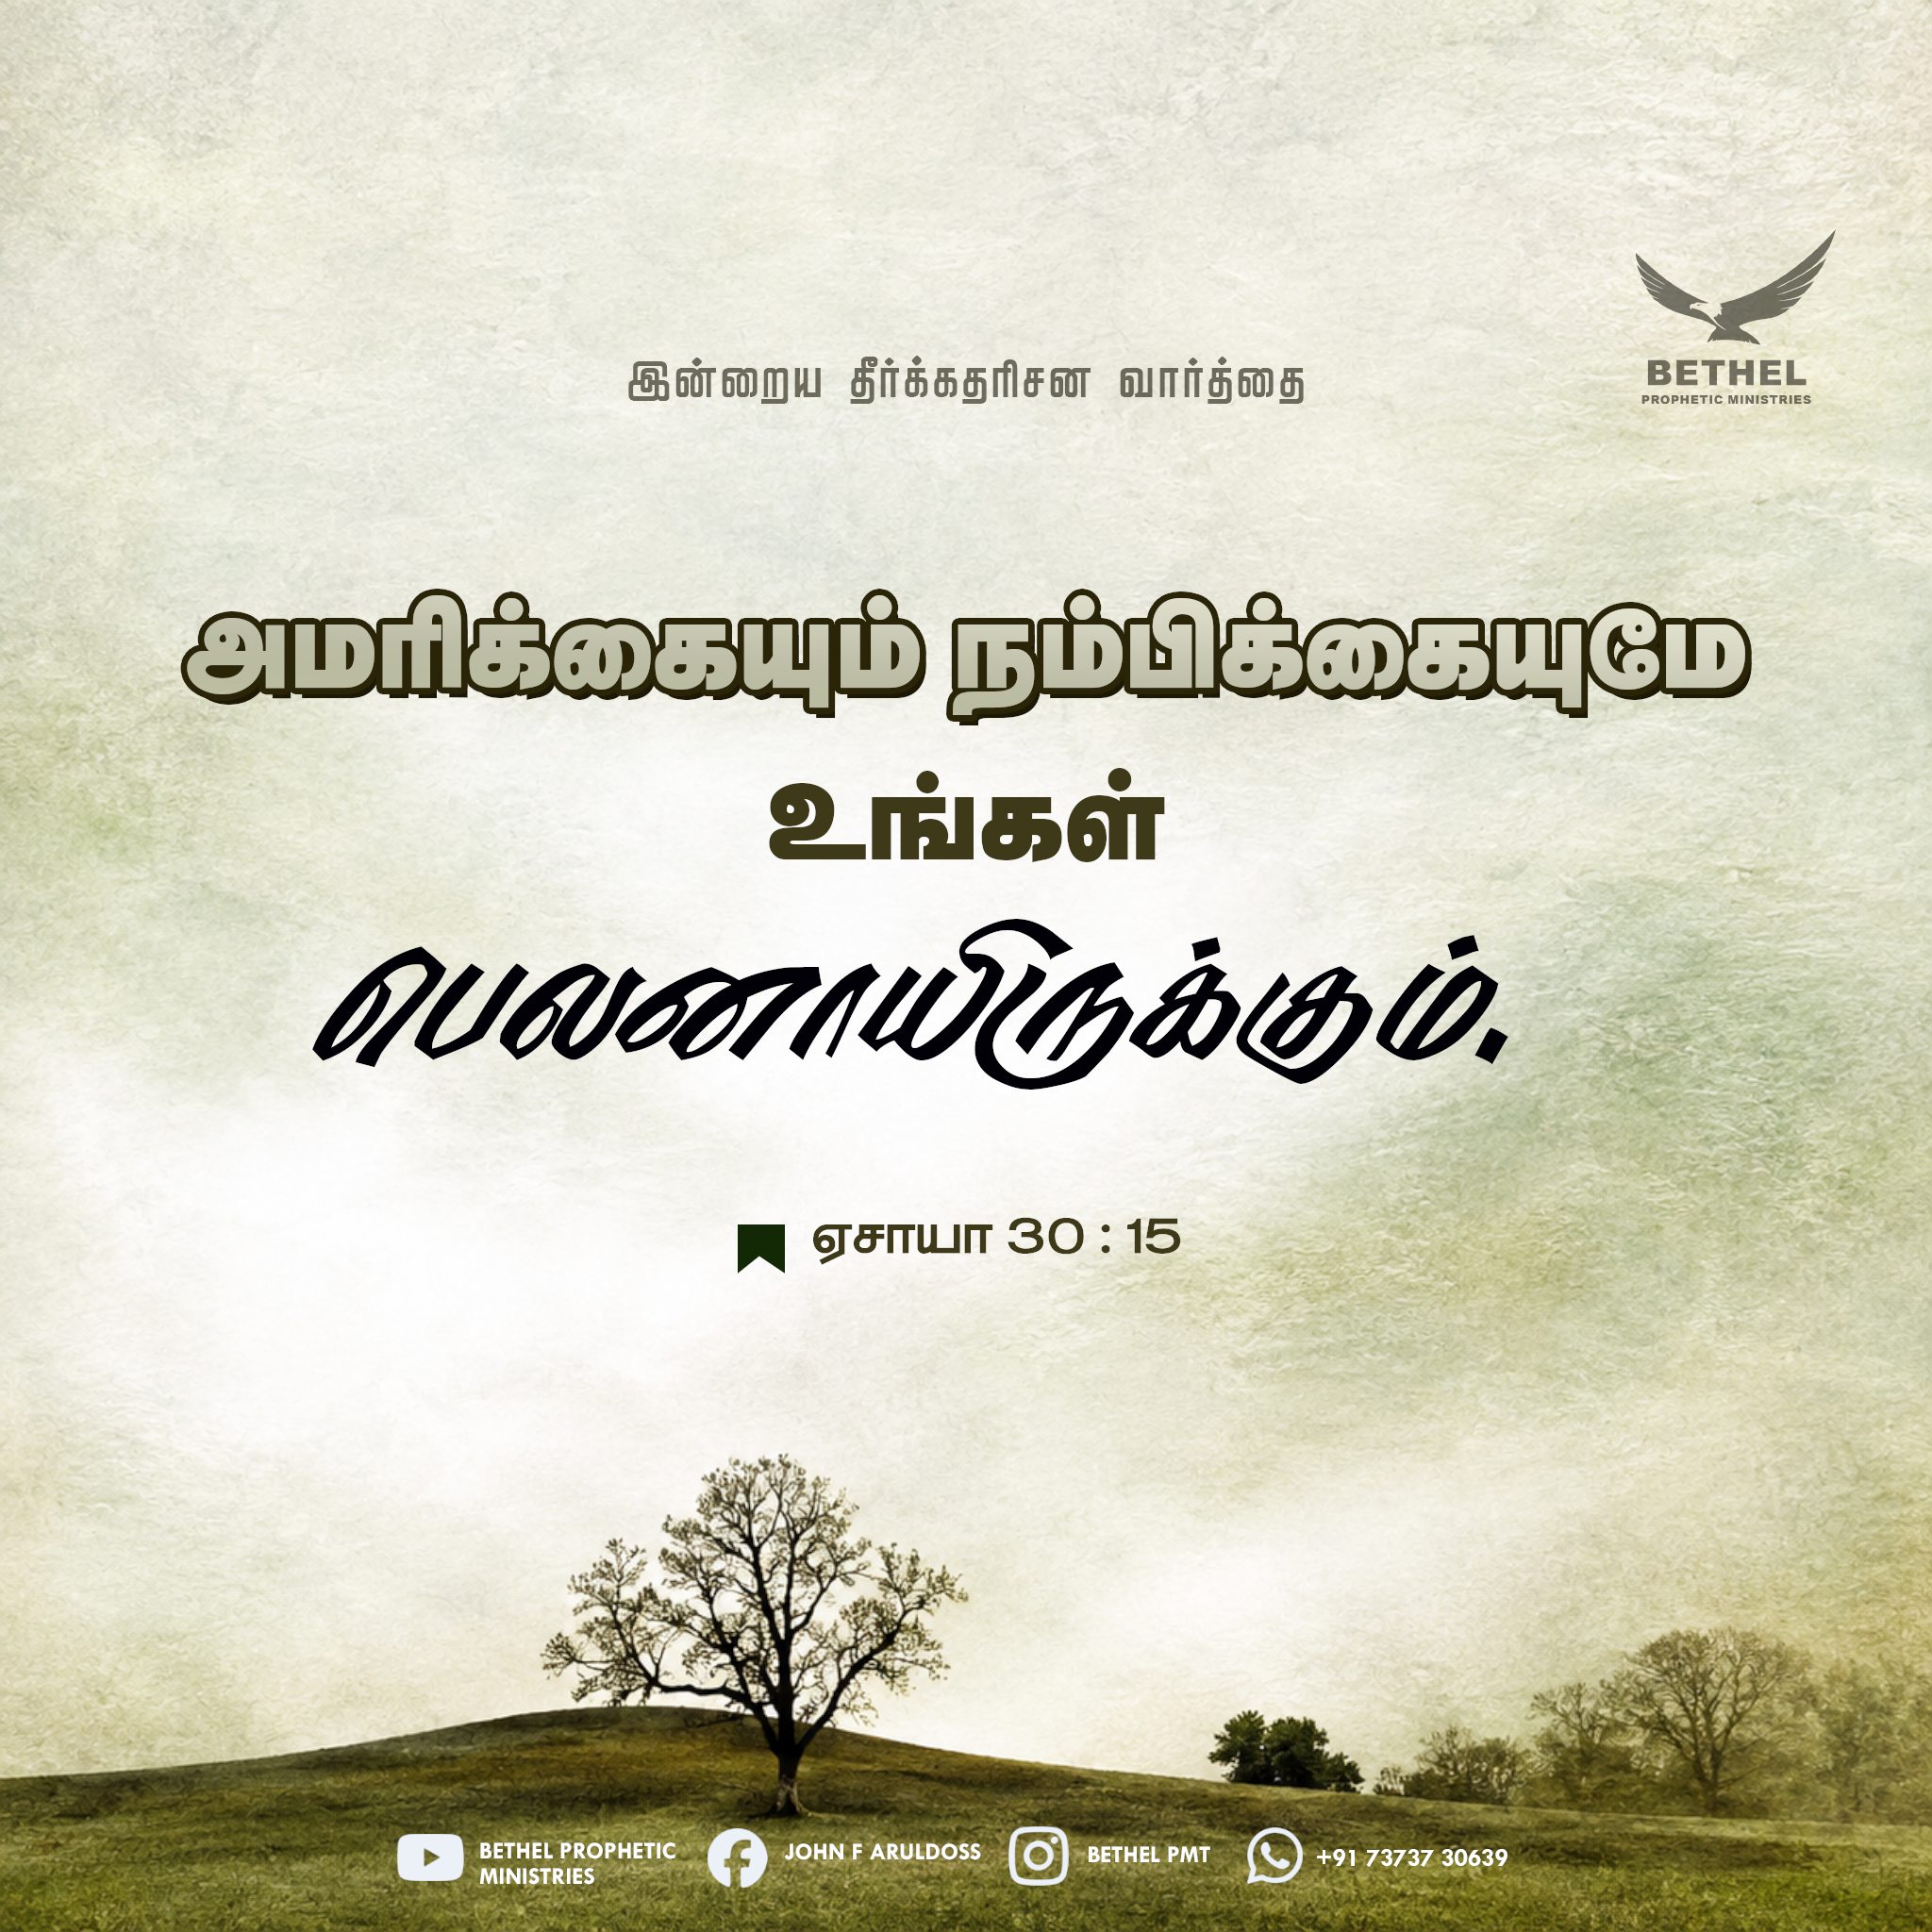 BETHEL
PROPHETIC MINISTRIES
இன்றைய தீர்க்கதரிசன வார்த்தை
அமரிக்கையும் நம்பிக்கையுமே
உங்கள்
பெலனாயிருக்கும்.
ஏசாயா 30 : 15
BETHEL PROPHETIC
MINISTRIES
JOHN F ARULDOSS
BETHEL PMT
+91 73737 30639